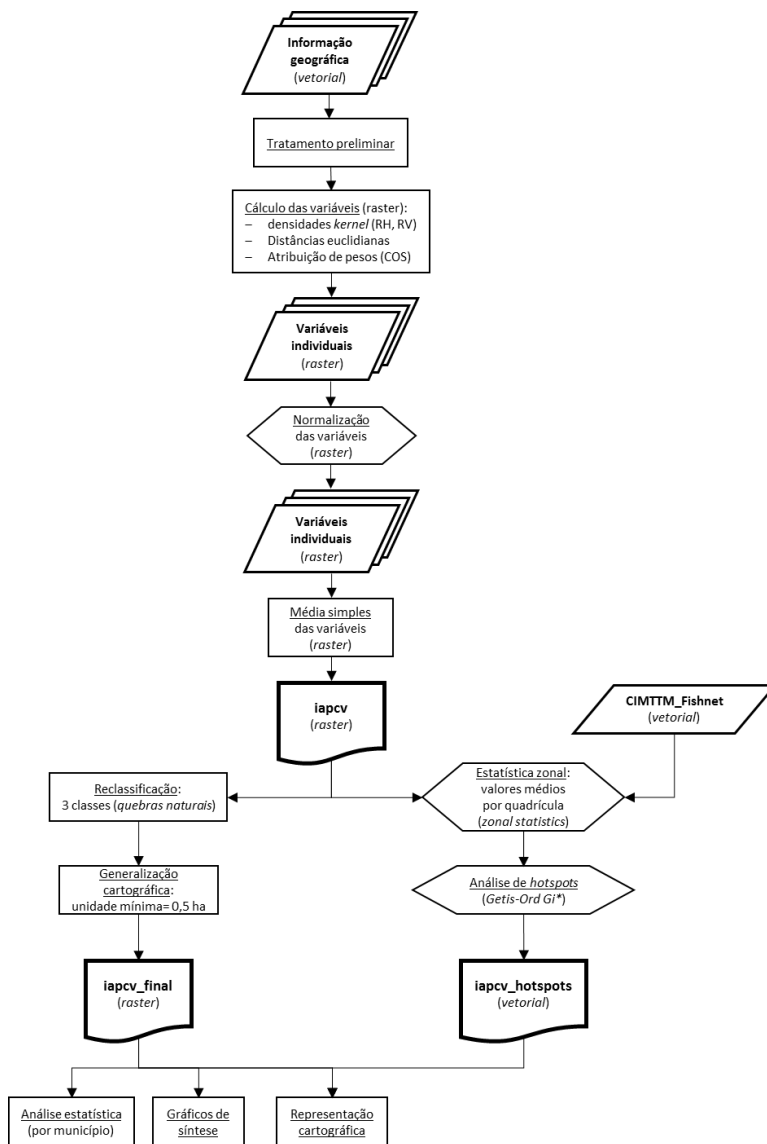 Informação
geográfica
(vetorial)
Tratamento preliminar
Cálculo das variáveis (raster):
– densidades kernel (RH, RV)
– Distâncias euclidianas
– Atribuição de pesos (COS)
Variáveis
individuais
(raster)
Normalização
das variáveis
(raster)
Variáveis
individuais
(raster)
Média simples
das variáveis
(raster)
iapcv
(raster)
CIMTTM_Fishnet
(vetorial)
Reclassificação:
3 classes (quebras naturais)
Estatística zonal:
valores médios
por quadrícula
(zonal statistics)
Generalização
cartográfica:
unidade mínima= 0,5 ha
Análise de hotspots
(Getis-Ord Gi*)
iapcv_final
(raster)
iapcv_hotspots
(vetorial)
Análise estatística
(por município)
Gráficos de
síntese
Representação
cartográfica